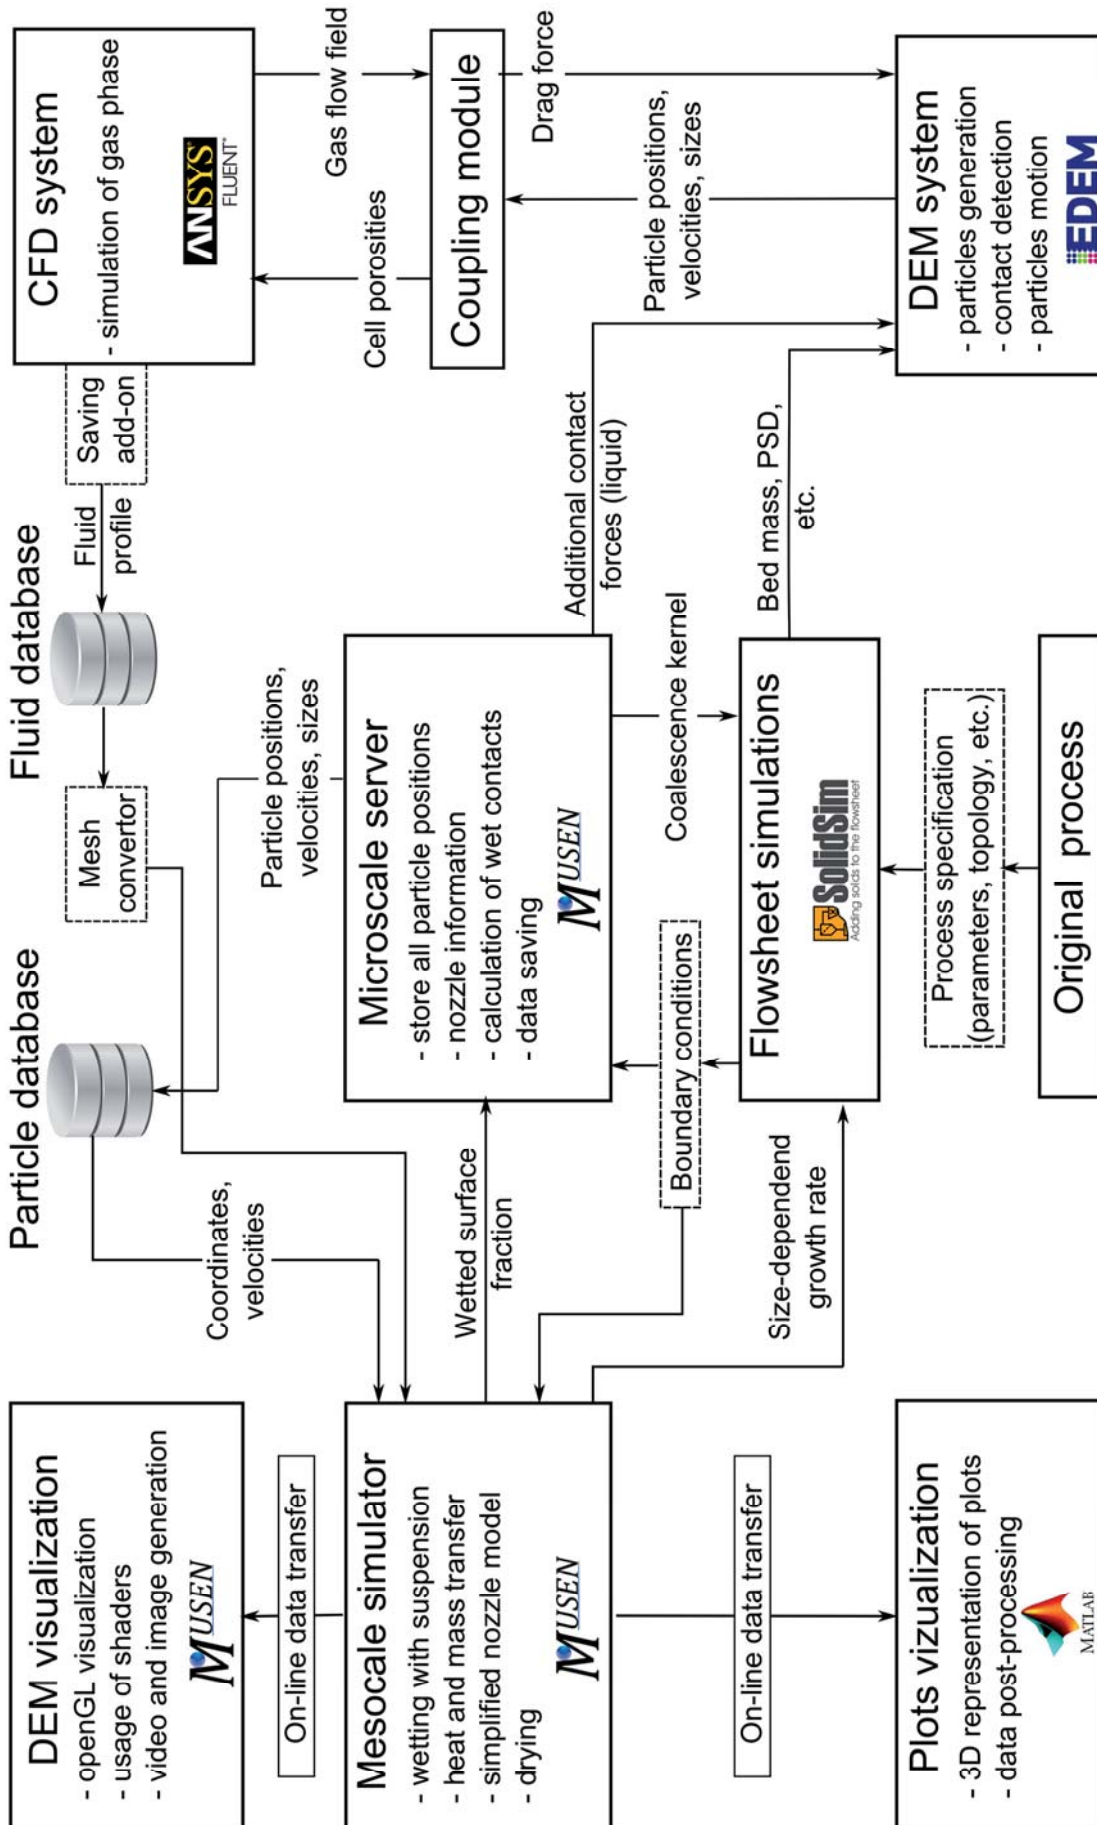 DEM visualization
- openGL visualization
- usage of shaders
- video and image generation
MUSEN
On-line data transfer
Mesocale simulator
- wetting with suspension
- heat and mass transfer
- simplified nozzle model
- drying
MUSEN
On-line data transfer
Plots vizualization
- 3D representation of plots
- data post-processing
MATLAB
Particle database
Coordinates,
velocities
Wetted surface
fraction
Size-dependend
growth rate
Fluid database
Mesh
convertor
Fluid
profile
Saving
add-on
Particle positions,
velocities, sizes
Microscale server
- store all particle positions
- nozzle information
- calculation of wet contacts
- data saving
MUSEN
Boundary conditions
Coalescence kernel
Flowsheet simulations
SolidSim
Adding solids to the flowsheet
Process specification
(parameters, topology, etc.)
Original process
Additional contact
forces (liquid)
Bed mass, PSD,
etc.
CFD system
- simulation of gas phase
ANSYS®
FLUENT®
Cell porosities
Gas flow field
Coupling module
Particle positions,
velocities, sizes
Drag force
DEM system
- particles generation
- contact detection
- particles motion
EDEM